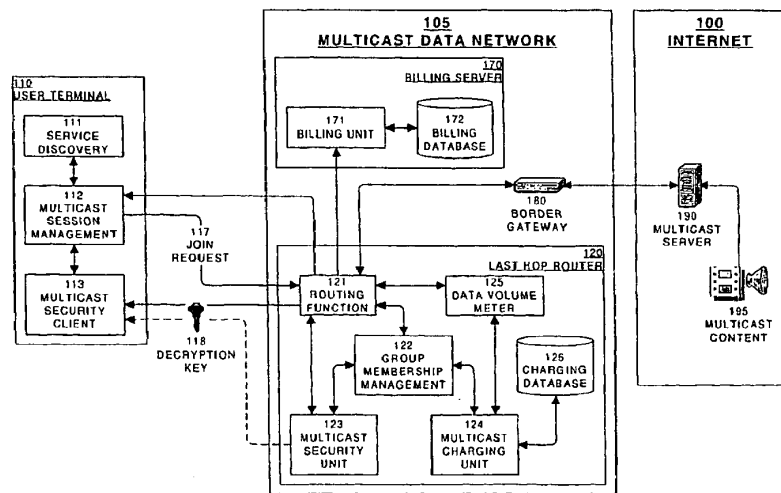 105
MULTICAST DATA NETWORK
100
INTERNET
170
BILLING SERVER
110
USER TERMINAL
111
SERVICE
DISCOVERY
171
BILLING UNIT
172
BILLING
DATABASE
112
MULTICAST
SESSION
MANAGEMENT
117
JOIN
REQUEST
180
BORDER
GATEWAY
190
MULTICAST
SERVER
120
LAST HOP ROUTER
113
MULTICAST
SECURITY
CLIENT
121
ROUTING
FUNCTION
125
DATA VOLUME
METER
195
MULTICAST
CONTENT
118
DECRYPTION
KEY
122
GROUP
MEMBERSHIP
MANAGEMENT
126
CHARGING
DATABASE
123
MULTICAST
SECURITY
UNIT
124
MULTICAST
CHARGING
UNIT